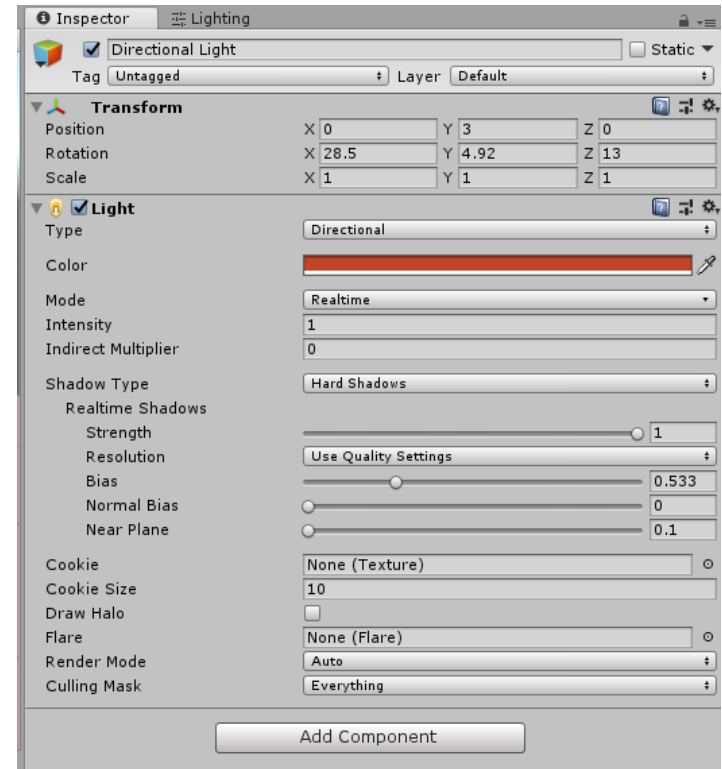 Inspector Lighting
Directional Light Static
Tag Untagged Layer Default
Transform
Position X 0 Y 3 Z 0
Rotation X 28.5 Y 4.92 Z 13
Scale X 1 Y 1 Z 1
Light
Type Directional
Color
Mode Realtime
Intensity 1
Indirect Multiplier 0
Shadow Type Hard Shadows
Realtime Shadows
Strength 1
Resolution Use Quality Settings
Bias 0.533
Normal Bias 0
Near Plane 0.1
Cookie None (Texture)
Cookie Size 10
Draw Halo
Flare None (Flare)
Render Mode Auto
Culling Mask Everything
Add Component